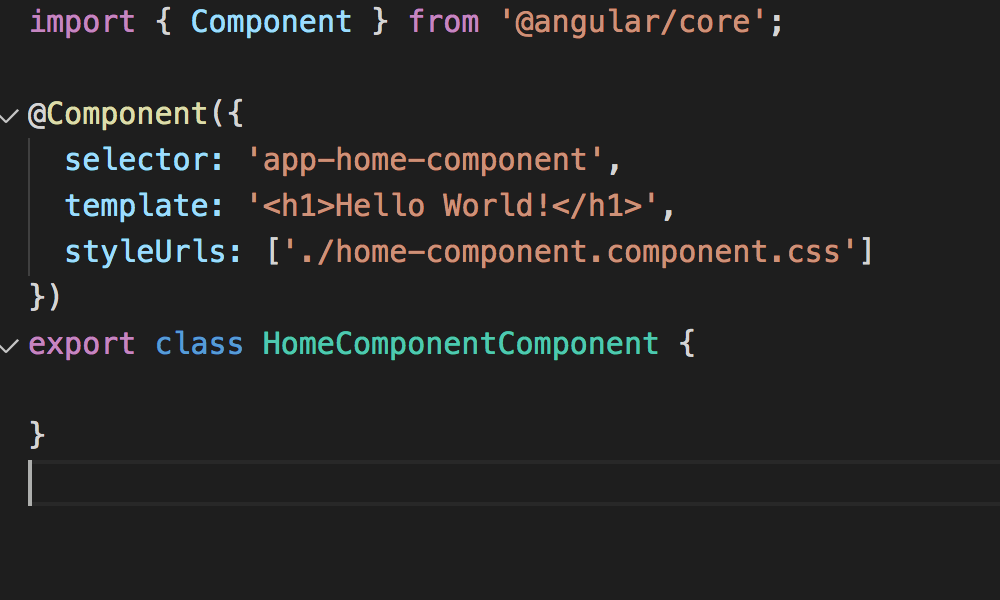 import { Component } from '@angular/core';
@Component({
  selector: 'app-home-component',
  template: '<h1>Hello World!</h1>',
  styleUrls: ['./home-component.component.css']
})
export class HomeComponentComponent {
}